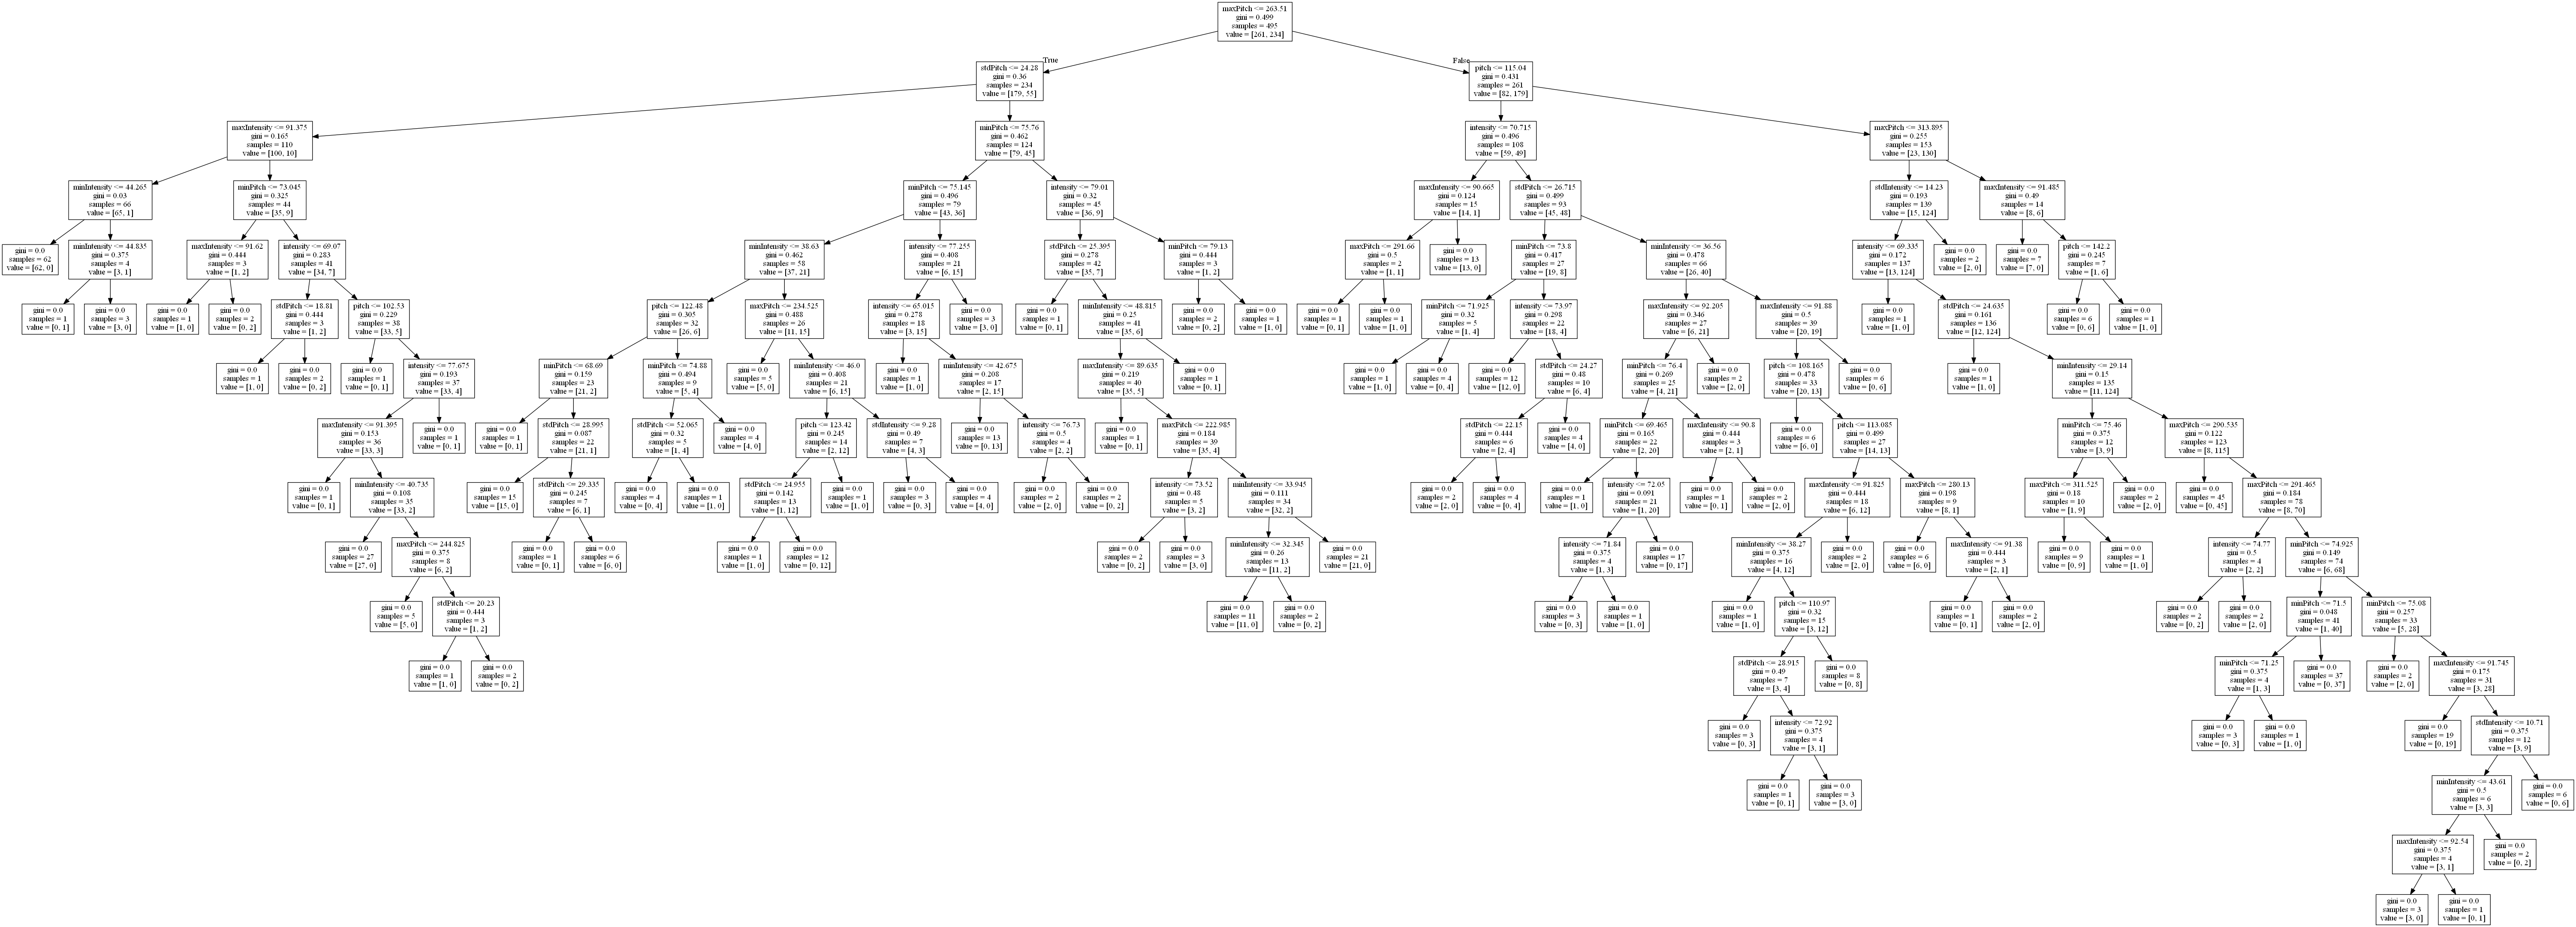 maxPitch <= 263.51
gini = 0.499
samples = 495
value = [261, 234]
True
False
stdPitch <= 24.28
gini = 0.36
samples = 234
value = [179, 55]
pitch <= 115.04
gini = 0.431
samples = 261
value = [82, 179]
maxIntensity <= 91.375
gini = 0.165
samples = 110
value = [100, 10]
minPitch <= 75.76
gini = 0.462
samples = 124
value = [79, 45]
intensity <= 70.715
gini = 0.496
samples = 108
value = [59, 49]
maxPitch <= 313.895
gini = 0.255
samples = 153
value = [23, 130]
minIntensity <= 44.265
gini = 0.03
samples = 66
value = [65, 1]
minPitch <= 73.045
gini = 0.325
samples = 44
value = [35, 9]
minPitch <= 75.145
gini = 0.496
samples = 79
value = [43, 36]
intensity <= 79.01
gini = 0.32
samples = 45
value = [36, 9]
maxIntensity <= 90.665
gini = 0.124
samples = 15
value = [14, 1]
stdPitch <= 26.715
gini = 0.499
samples = 93
value = [45, 48]
stdIntensity <= 14.23
gini = 0.193
samples = 139
value = [15, 124]
maxIntensity <= 91.485
gini = 0.49
samples = 14
value = [8, 6]
gini = 0.0
samples = 62
value = [62, 0]
minIntensity <= 44.835
gini = 0.375
samples = 4
value = [3, 1]
maxIntensity <= 91.62
gini = 0.444
samples = 3
value = [1, 2]
intensity <= 69.07
gini = 0.283
samples = 41
value = [34, 7]
minIntensity <= 38.63
gini = 0.462
samples = 58
value = [37, 21]
intensity <= 77.255
gini = 0.408
samples = 21
value = [6, 15]
stdPitch <= 25.395
gini = 0.278
samples = 42
value = [35, 7]
minPitch <= 79.13
gini = 0.444
samples = 3
value = [1, 2]
maxPitch <= 291.66
gini = 0.5
samples = 2
value = [1, 1]
gini = 0.0
samples = 13
value = [13, 0]
minPitch <= 73.8
gini = 0.417
samples = 27
value = [19, 8]
minIntensity <= 36.56
gini = 0.478
samples = 66
value = [26, 40]
intensity <= 69.335
gini = 0.172
samples = 137
value = [13, 124]
gini = 0.0
samples = 2
value = [2, 0]
gini = 0.0
samples = 7
value = [7, 0]
pitch <= 142.2
gini = 0.245
samples = 7
value = [1, 6]
gini = 0.0
samples = 1
value = [0, 1]
gini = 0.0
samples = 3
value = [3, 0]
gini = 0.0
samples = 1
value = [1, 0]
gini = 0.0
samples = 2
value = [0, 2]
stdPitch <= 18.81
gini = 0.444
samples = 3
value = [1, 2]
pitch <= 102.53
gini = 0.229
samples = 38
value = [33, 5]
pitch <= 122.48
gini = 0.305
samples = 32
value = [26, 6]
maxPitch <= 234.525
gini = 0.488
samples = 26
value = [11, 15]
intensity <= 65.015
gini = 0.278
samples = 18
value = [3, 15]
gini = 0.0
samples = 3
value = [3, 0]
gini = 0.0
samples = 1
value = [0, 1]
minIntensity <= 48.815
gini = 0.25
samples = 41
value = [35, 6]
gini = 0.0
samples = 2
value = [0, 2]
gini = 0.0
samples = 1
value = [1, 0]
gini = 0.0
samples = 1
value = [0, 1]
gini = 0.0
samples = 1
value = [1, 0]
minPitch <= 71.925
gini = 0.32
samples = 5
value = [1, 4]
intensity <= 73.97
gini = 0.298
samples = 22
value = [18, 4]
maxIntensity <= 92.205
gini = 0.346
samples = 27
value = [6, 21]
maxIntensity <= 91.88
gini = 0.5
samples = 39
value = [20, 19]
gini = 0.0
samples = 1
value = [1, 0]
stdPitch <= 24.635
gini = 0.161
samples = 136
value = [12, 124]
gini = 0.0
samples = 6
value = [0, 6]
gini = 0.0
samples = 1
value = [1, 0]
gini = 0.0
samples = 1
value = [1, 0]
gini = 0.0
samples = 2
value = [0, 2]
gini = 0.0
samples = 1
value = [0, 1]
intensity <= 77.675
gini = 0.193
samples = 37
value = [33, 4]
minPitch <= 68.69
gini = 0.159
samples = 23
value = [21, 2]
minPitch <= 74.88
gini = 0.494
samples = 9
value = [5, 4]
gini = 0.0
samples = 5
value = [5, 0]
minIntensity <= 46.0
gini = 0.408
samples = 21
value = [6, 15]
gini = 0.0
samples = 1
value = [1, 0]
minIntensity <= 42.675
gini = 0.208
samples = 17
value = [2, 15]
maxIntensity <= 89.635
gini = 0.219
samples = 40
value = [35, 5]
gini = 0.0
samples = 1
value = [0, 1]
gini = 0.0
samples = 1
value = [1, 0]
gini = 0.0
samples = 4
value = [0, 4]
gini = 0.0
samples = 12
value = [12, 0]
stdPitch <= 24.27
gini = 0.48
samples = 10
value = [6, 4]
minPitch <= 76.4
gini = 0.269
samples = 25
value = [4, 21]
gini = 0.0
samples = 2
value = [2, 0]
pitch <= 108.165
gini = 0.478
samples = 33
value = [20, 13]
gini = 0.0
samples = 6
value = [0, 6]
gini = 0.0
samples = 1
value = [1, 0]
minIntensity <= 29.14
gini = 0.15
samples = 135
value = [11, 124]
maxIntensity <= 91.395
gini = 0.153
samples = 36
value = [33, 3]
gini = 0.0
samples = 1
value = [0, 1]
gini = 0.0
samples = 1
value = [0, 1]
stdPitch <= 28.995
gini = 0.087
samples = 22
value = [21, 1]
stdPitch <= 52.065
gini = 0.32
samples = 5
value = [1, 4]
gini = 0.0
samples = 4
value = [4, 0]
pitch <= 123.42
gini = 0.245
samples = 14
value = [2, 12]
stdIntensity <= 9.28
gini = 0.49
samples = 7
value = [4, 3]
gini = 0.0
samples = 13
value = [0, 13]
intensity <= 76.73
gini = 0.5
samples = 4
value = [2, 2]
gini = 0.0
samples = 1
value = [0, 1]
maxPitch <= 222.985
gini = 0.184
samples = 39
value = [35, 4]
stdPitch <= 22.15
gini = 0.444
samples = 6
value = [2, 4]
gini = 0.0
samples = 4
value = [4, 0]
minPitch <= 69.465
gini = 0.165
samples = 22
value = [2, 20]
maxIntensity <= 90.8
gini = 0.444
samples = 3
value = [2, 1]
gini = 0.0
samples = 6
value = [6, 0]
pitch <= 113.085
gini = 0.499
samples = 27
value = [14, 13]
minPitch <= 75.46
gini = 0.375
samples = 12
value = [3, 9]
maxPitch <= 290.535
gini = 0.122
samples = 123
value = [8, 115]
gini = 0.0
samples = 1
value = [0, 1]
minIntensity <= 40.735
gini = 0.108
samples = 35
value = [33, 2]
gini = 0.0
samples = 15
value = [15, 0]
stdPitch <= 29.335
gini = 0.245
samples = 7
value = [6, 1]
gini = 0.0
samples = 4
value = [0, 4]
gini = 0.0
samples = 1
value = [1, 0]
stdPitch <= 24.955
gini = 0.142
samples = 13
value = [1, 12]
gini = 0.0
samples = 1
value = [1, 0]
gini = 0.0
samples = 3
value = [0, 3]
gini = 0.0
samples = 4
value = [4, 0]
gini = 0.0
samples = 2
value = [2, 0]
gini = 0.0
samples = 2
value = [0, 2]
intensity <= 73.52
gini = 0.48
samples = 5
value = [3, 2]
minIntensity <= 33.945
gini = 0.111
samples = 34
value = [32, 2]
gini = 0.0
samples = 2
value = [2, 0]
gini = 0.0
samples = 4
value = [0, 4]
gini = 0.0
samples = 1
value = [1, 0]
intensity <= 72.05
gini = 0.091
samples = 21
value = [1, 20]
gini = 0.0
samples = 1
value = [0, 1]
gini = 0.0
samples = 2
value = [2, 0]
maxIntensity <= 91.825
gini = 0.444
samples = 18
value = [6, 12]
maxPitch <= 280.13
gini = 0.198
samples = 9
value = [8, 1]
maxPitch <= 311.525
gini = 0.18
samples = 10
value = [1, 9]
gini = 0.0
samples = 2
value = [2, 0]
gini = 0.0
samples = 45
value = [0, 45]
maxPitch <= 291.465
gini = 0.184
samples = 78
value = [8, 70]
gini = 0.0
samples = 27
value = [27, 0]
maxPitch <= 244.825
gini = 0.375
samples = 8
value = [6, 2]
gini = 0.0
samples = 1
value = [0, 1]
gini = 0.0
samples = 6
value = [6, 0]
gini = 0.0
samples = 1
value = [1, 0]
gini = 0.0
samples = 12
value = [0, 12]
gini = 0.0
samples = 2
value = [0, 2]
gini = 0.0
samples = 3
value = [3, 0]
minIntensity <= 32.345
gini = 0.26
samples = 13
value = [11, 2]
gini = 0.0
samples = 21
value = [21, 0]
intensity <= 71.84
gini = 0.375
samples = 4
value = [1, 3]
gini = 0.0
samples = 17
value = [0, 17]
minIntensity <= 38.27
gini = 0.375
samples = 16
value = [4, 12]
gini = 0.0
samples = 2
value = [2, 0]
gini = 0.0
samples = 6
value = [6, 0]
maxIntensity <= 91.38
gini = 0.444
samples = 3
value = [2, 1]
gini = 0.0
samples = 9
value = [0, 9]
gini = 0.0
samples = 1
value = [1, 0]
intensity <= 74.77
gini = 0.5
samples = 4
value = [2, 2]
minPitch <= 74.925
gini = 0.149
samples = 74
value = [6, 68]
gini = 0.0
samples = 5
value = [5, 0]
stdPitch <= 20.23
gini = 0.444
samples = 3
value = [1, 2]
gini = 0.0
samples = 11
value = [11, 0]
gini = 0.0
samples = 2
value = [0, 2]
gini = 0.0
samples = 3
value = [0, 3]
gini = 0.0
samples = 1
value = [1, 0]
gini = 0.0
samples = 1
value = [1, 0]
pitch <= 110.97
gini = 0.32
samples = 15
value = [3, 12]
gini = 0.0
samples = 1
value = [0, 1]
gini = 0.0
samples = 2
value = [2, 0]
gini = 0.0
samples = 2
value = [0, 2]
gini = 0.0
samples = 2
value = [2, 0]
minPitch <= 71.5
gini = 0.048
samples = 41
value = [1, 40]
minPitch <= 75.08
gini = 0.257
samples = 33
value = [5, 28]
gini = 0.0
samples = 1
value = [1, 0]
gini = 0.0
samples = 2
value = [0, 2]
stdPitch <= 28.915
gini = 0.49
samples = 7
value = [3, 4]
gini = 0.0
samples = 8
value = [0, 8]
minPitch <= 71.25
gini = 0.375
samples = 4
value = [1, 3]
gini = 0.0
samples = 37
value = [0, 37]
gini = 0.0
samples = 2
value = [2, 0]
maxIntensity <= 91.745
gini = 0.175
samples = 31
value = [3, 28]
gini = 0.0
samples = 3
value = [0, 3]
intensity <= 72.92
gini = 0.375
samples = 4
value = [3, 1]
gini = 0.0
samples = 3
value = [0, 3]
gini = 0.0
samples = 1
value = [1, 0]
gini = 0.0
samples = 19
value = [0, 19]
stdIntensity <= 10.71
gini = 0.375
samples = 12
value = [3, 9]
gini = 0.0
samples = 1
value = [0, 1]
gini = 0.0
samples = 3
value = [3, 0]
minIntensity <= 43.61
gini = 0.5
samples = 6
value = [3, 3]
gini = 0.0
samples = 6
value = [0, 6]
maxIntensity <= 92.54
gini = 0.375
samples = 4
value = [3, 1]
gini = 0.0
samples = 2
value = [0, 2]
gini = 0.0
samples = 3
value = [3, 0]
gini = 0.0
samples = 1
value = [0, 1]